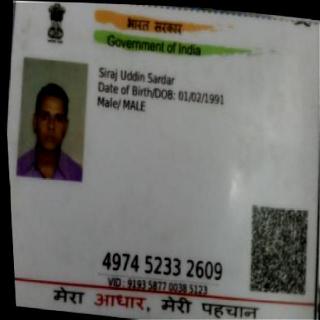 भारत सरकार
Government of India
Siraj Uddin Sardar
Date of Birth/DOB: 01/02/1991
Male/ MALE
4974 5233 2609
VID : 9193 5877 0038 5123
मेरा आधार, मेरी पहचान